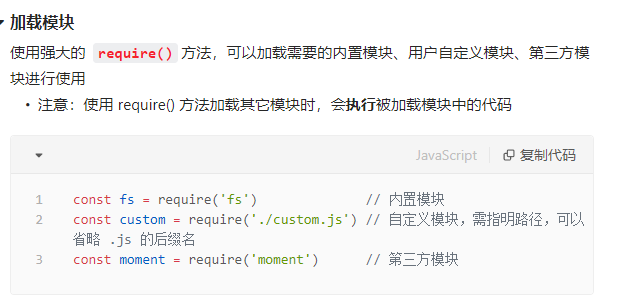 加载模块
使用强大的 require() 方法，可以加载需要的内置模块、用户自定义模块、第三方模
块进行使用
• 注意：使用 require() 方法加载其它模块时，会执行被加载模块中的代码
JavaScript 复制代码
1 const fs = require('fs') // 内置模块
2 const custom = require('./custom.js') // 自定义模块，需指明路径，可以
省略 .js 的后缀名
3 const moment = require('moment') // 第三方模块